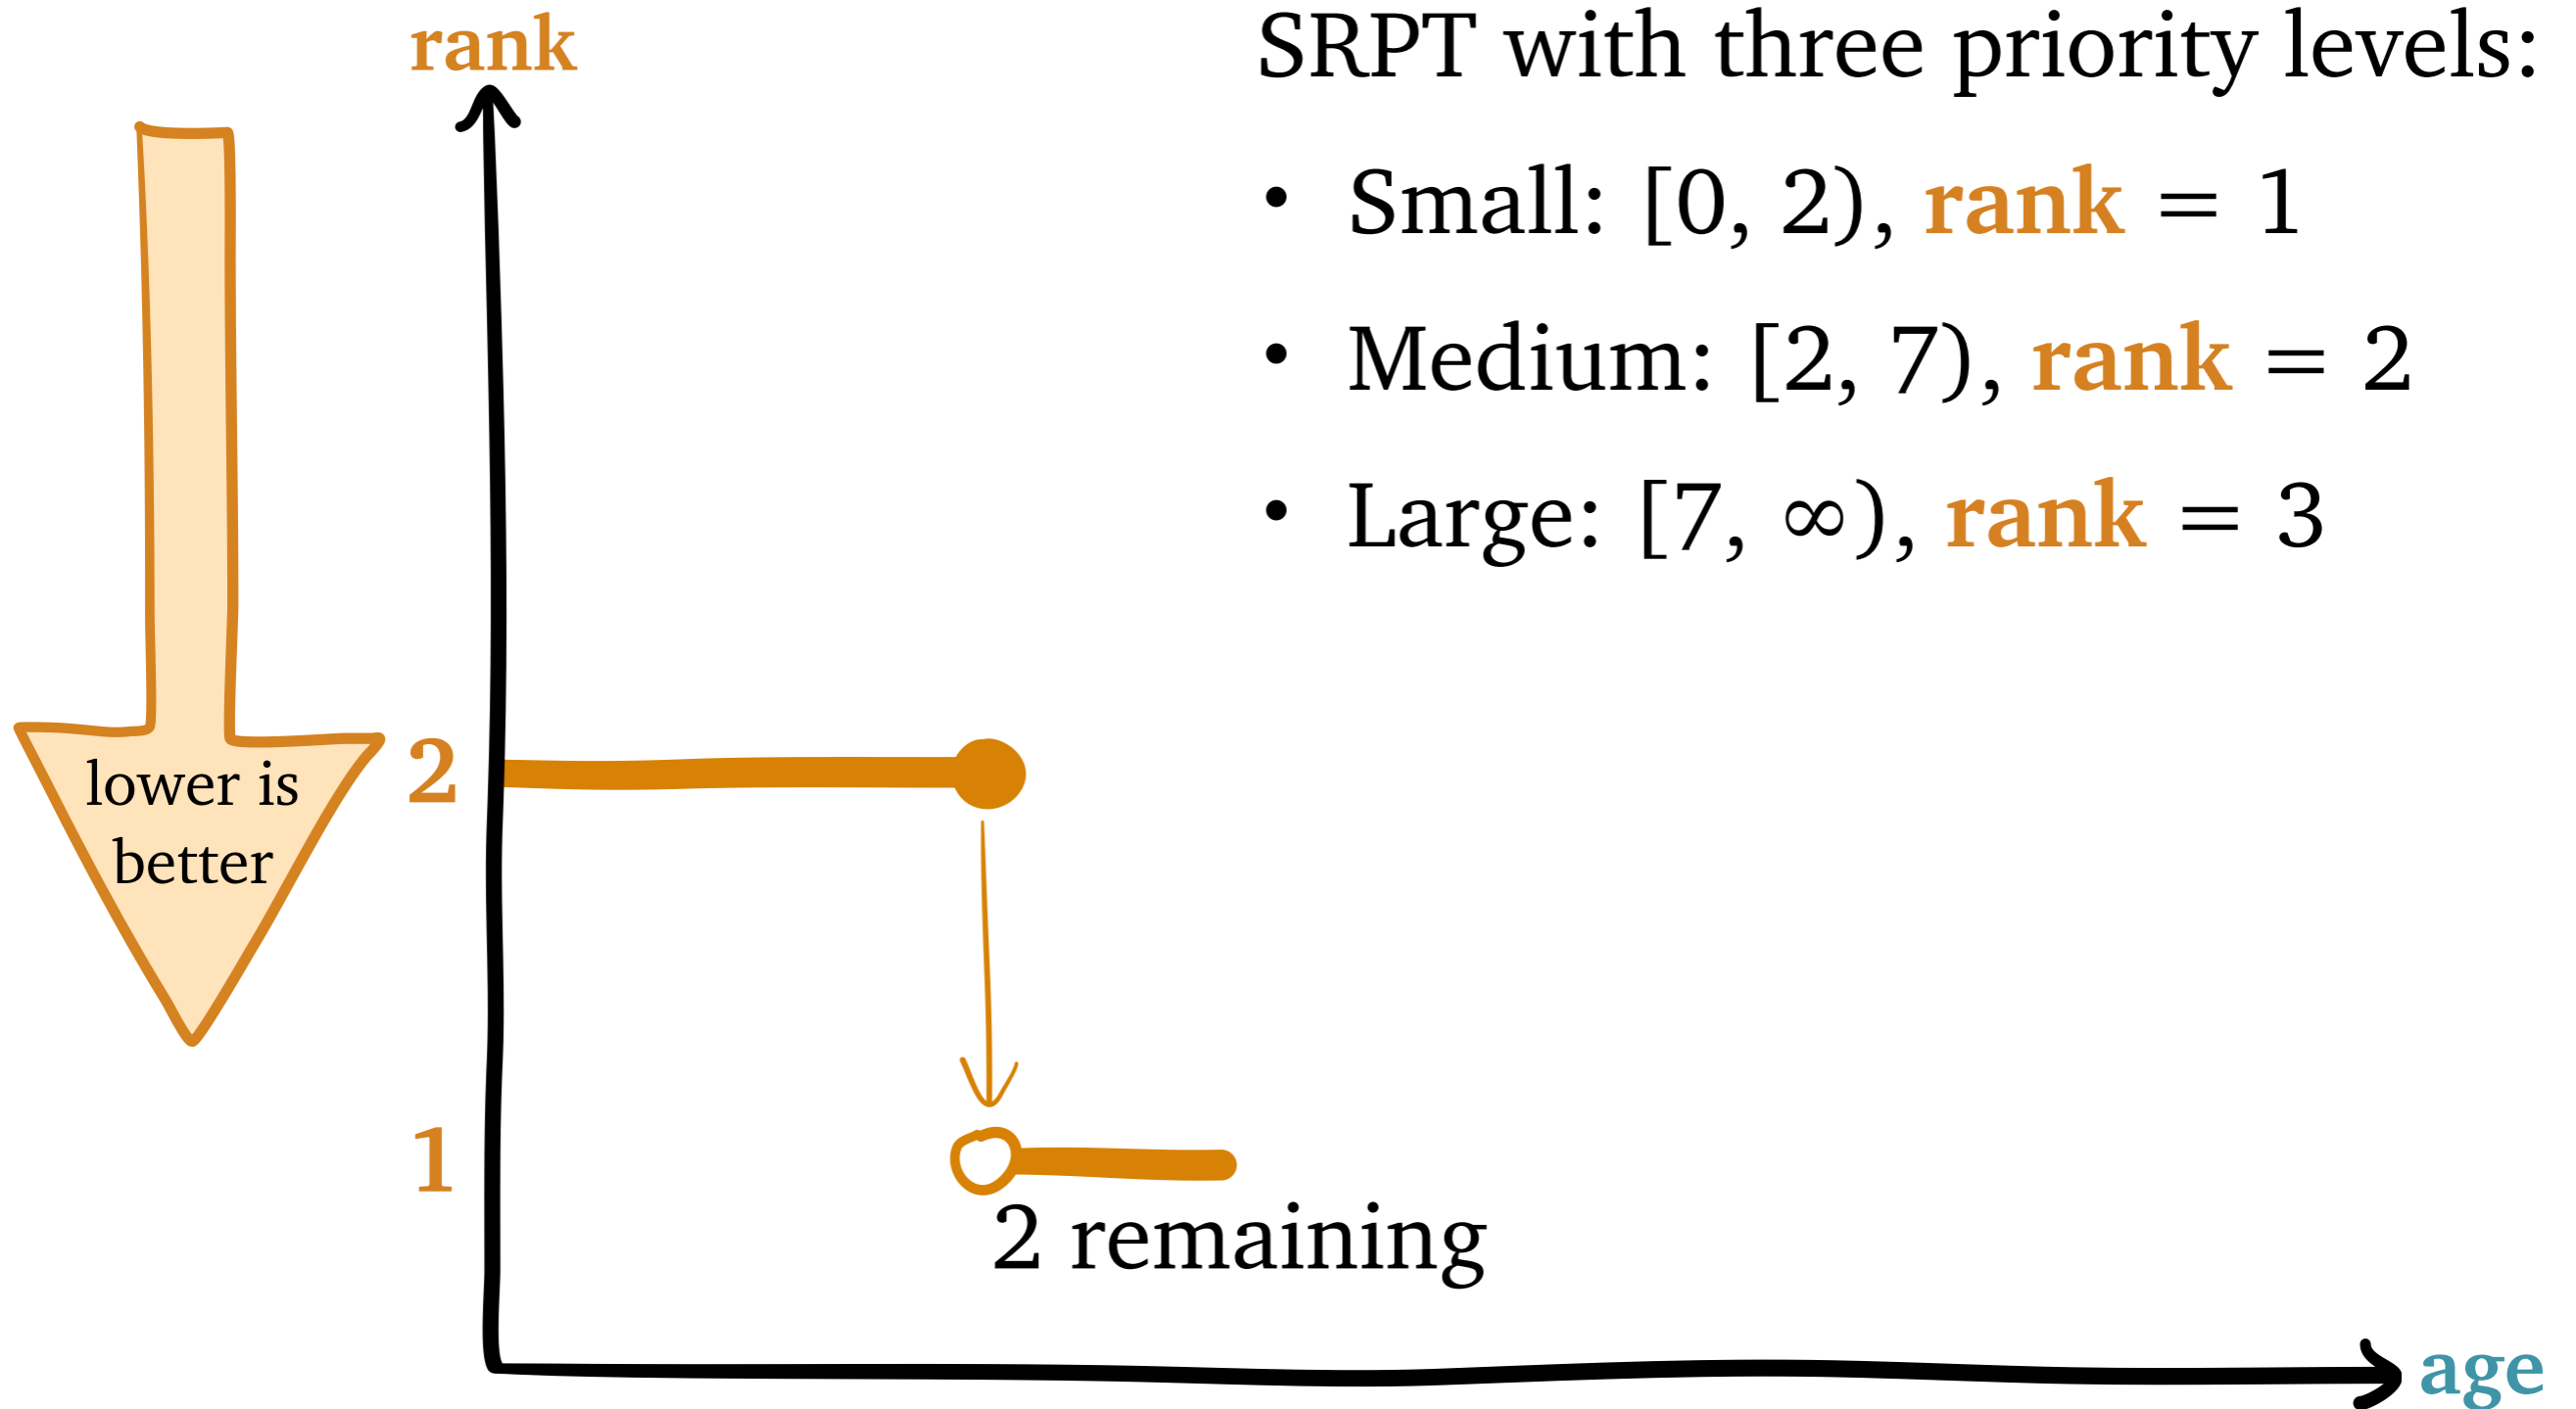 rank
SRPT with three priority levels:
• Small: [0, 2), rank = 1
• Medium: [2, 7), rank = 2
• Large: [7, ∞), rank = 3
lower is
better
2
1
2 remaining
age